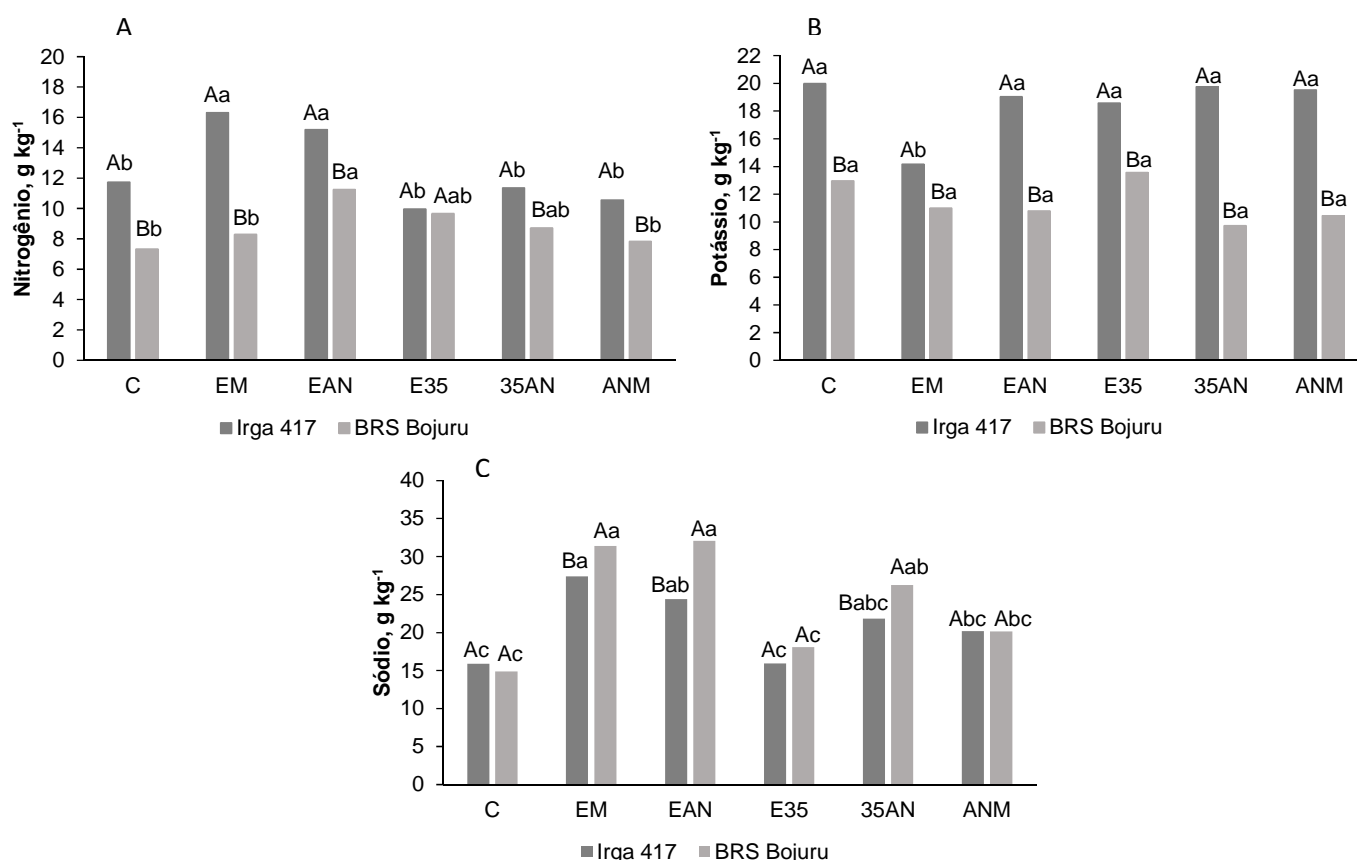 A
Nitrogênio, g kg-1
20
18
16
14
12
10
8
6
4
2
0
Ab
Bb
Aa
Bb
Aa
Ba
Ab
Aab
Ab
Bab
Ab
Bb
C EM EAN E35 35AN ANM
Irga 417 BRS Bojuru
B
Potássio, g kg-1
22
20
18
16
14
12
10
8
6
4
2
0
Aa
Ba
Ab
Ba
Aa
Ba
Aa
Ba
Aa
Ba
Aa
Ba
C EM EAN E35 35AN ANM
Irga 417 BRS Bojuru
C
Sódio, g kg-1
40
35
30
25
20
15
10
5
0
Ac
Ac
Ba
Aa
Bab
Aa
Ac
Ac
Babc
Aab
Abc
Abc
C EM EAN E35 35AN ANM
Irga 417 BRS Bojuru